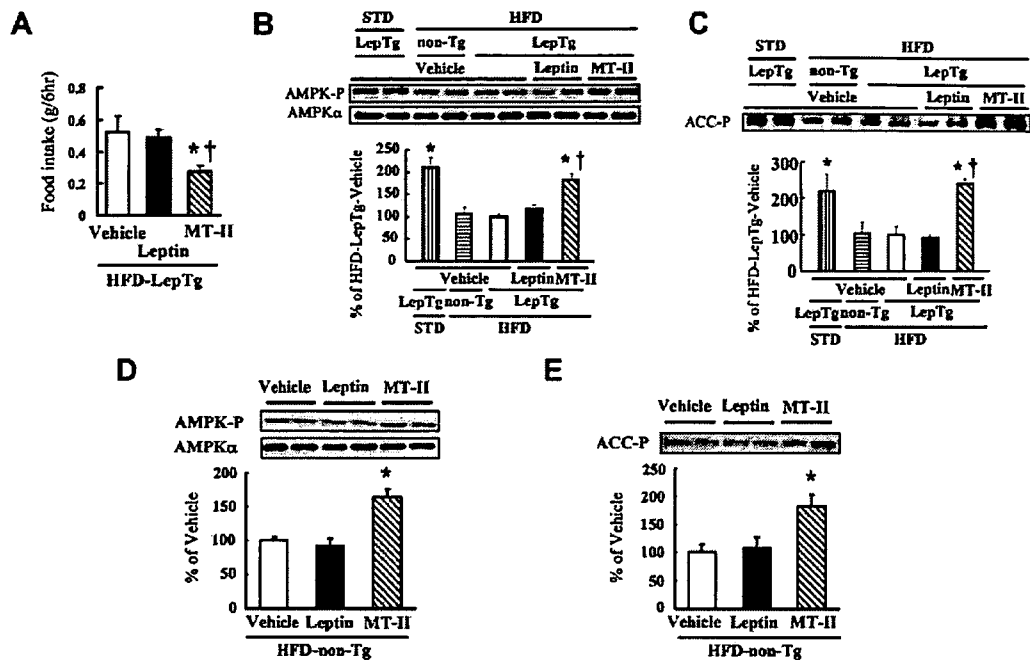 A
Food intake (g/6hr)
0.8
0.6
0.4
0.2
0
* †
Vehicle MT-II
Leptin
HFD-LepTg
B
STD HFD
LepTg non-Tg LepTg
Vehicle Leptin MT-II
AMPK-P
AMPKα
% of HFD-LepTg-Vehicle
250
200
150
100
50
0
* * †
Vehicle Leptin MT-II
LepTg non-Tg LepTg
STD HFD
C
STD HFD
LepTg non-Tg LepTg
Vehicle Leptin MT-II
ACC-P
% of HFD-LepTg-Vehicle
300
200
100
0
* * †
Vehicle Leptin MT-II
LepTg non-Tg LepTg
STD HFD
D
Vehicle Leptin MT-II
AMPK-P
AMPKα
% of Vehicle
200
150
100
50
0
*
Vehicle Leptin MT-II
HFD-non-Tg
E
Vehicle Leptin MT-II
ACC-P
% of Vehicle
250
200
150
100
50
0
*
Vehicle Leptin MT-II
HFD-non-Tg